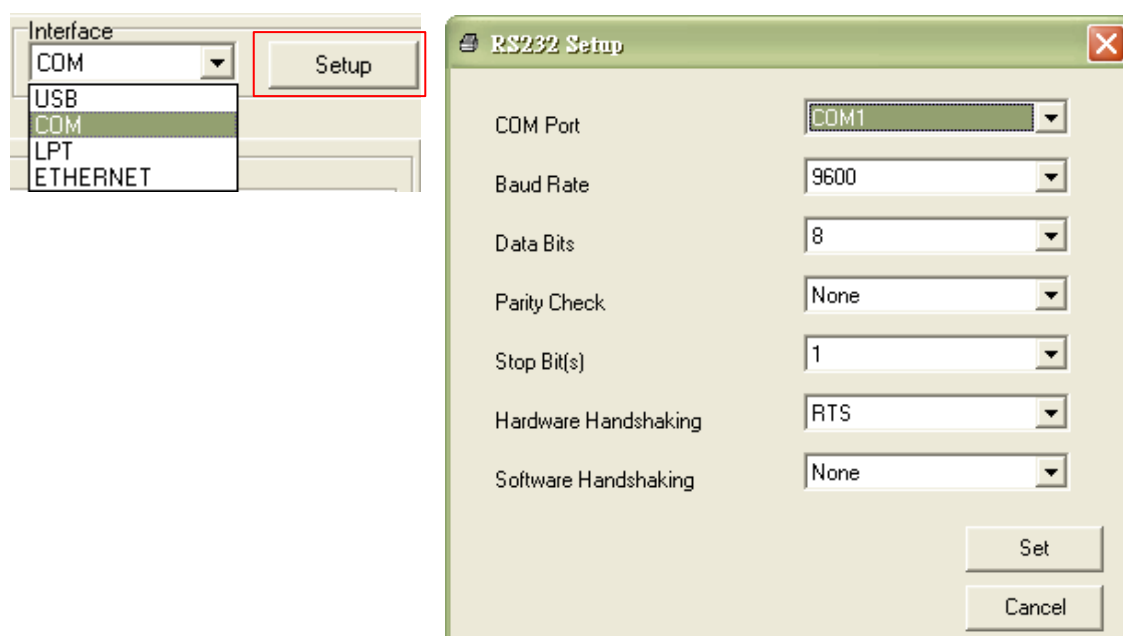 Interface
COM
Setup
USB
COM
LPT
ETHERNET
RS232 Setup
COM Port
COM1
Baud Rate
9600
Data Bits
8
Parity Check
None
Stop Bit(s)
1
Hardware Handshaking
RTS
Software Handshaking
None
Set
Cancel